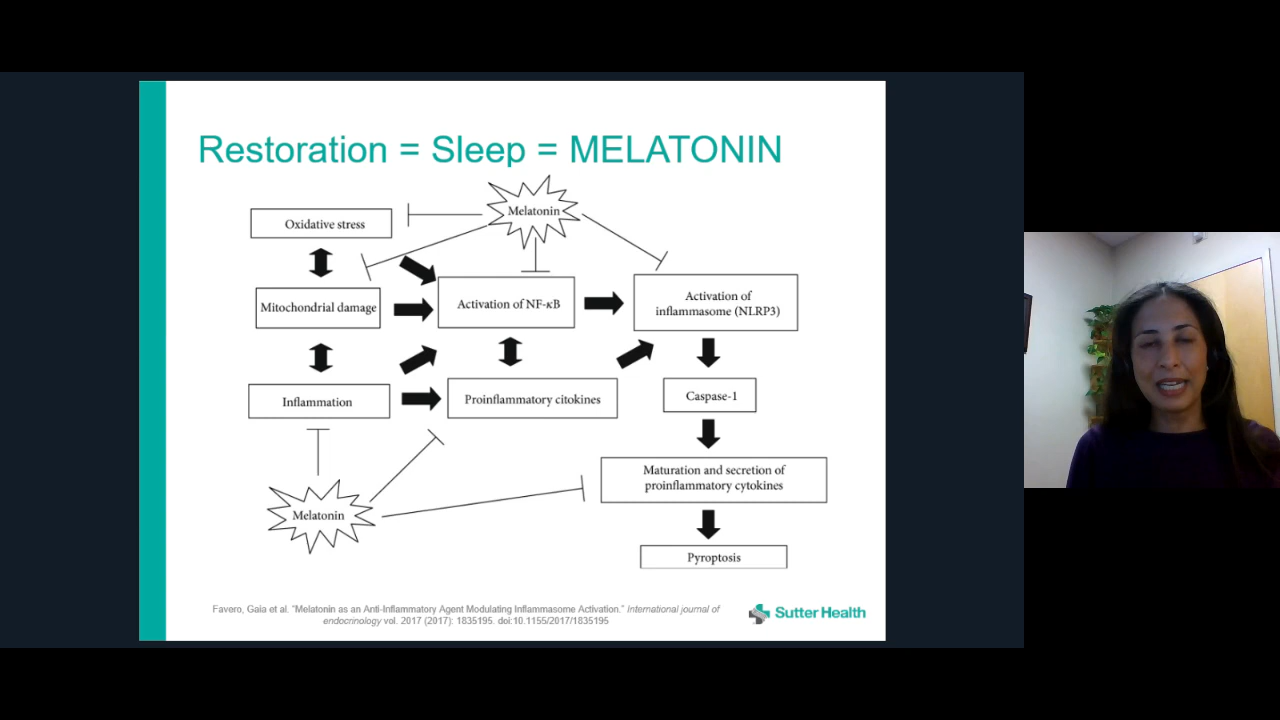 Restoration = Sleep = MELATONIN
Melatonin
Oxidative stress
Mitochondrial damage
Activation of NF-κB
Activation of
inflammasome (NLRP3)
Inflammation
Proinflammatory citokines
Caspase-1
Maturation and secretion of
proinflammatory cytokines
Melatonin
Pyroptosis
Favero, Gaia et al. "Melatonin as an Anti-Inflammatory Agent Modulating Inflammasome Activation." International journal of
endocrinology vol. 2017 (2017): 1835195. doi:10.1155/2017/1835195
Sutter Health